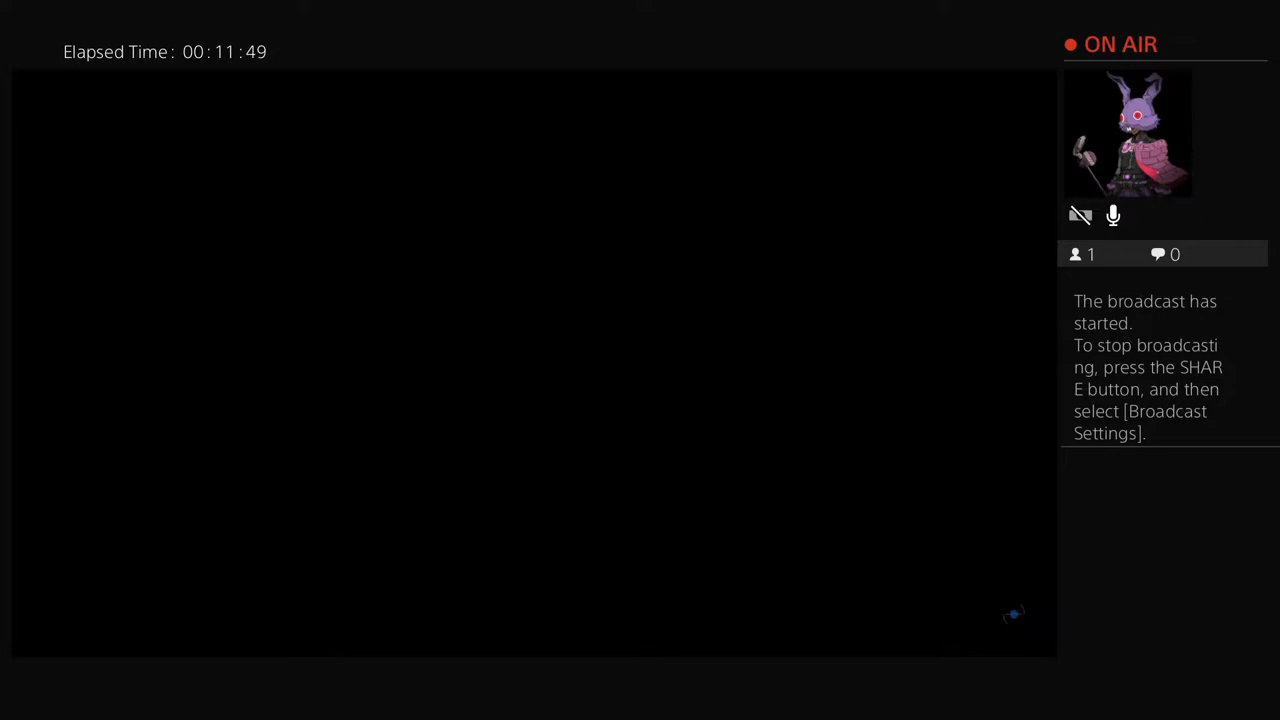 Elapsed Time: 00:11:49
ON AIR
1 0
The broadcast has
started.
To stop broadcasti
ng, press the SHAR
E button, and then
select [Broadcast
Settings].